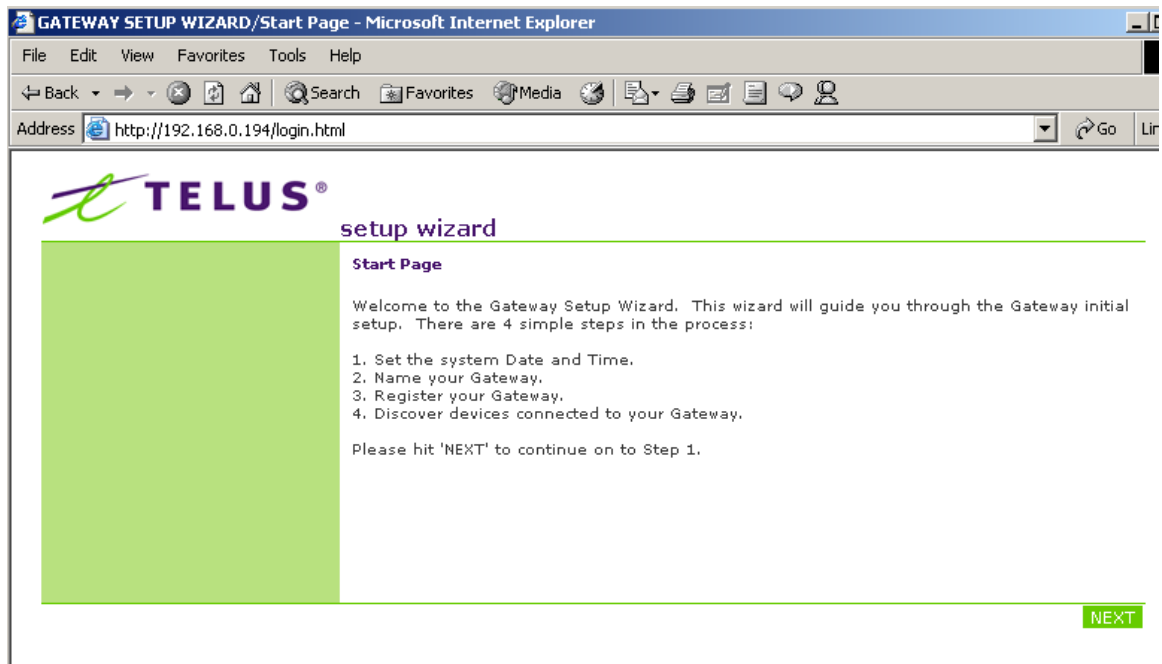 GATEWAY SETUP WIZARD/Start Page - Microsoft Internet Explorer
File Edit View Favorites Tools Help
Back Search Favorites Media
Address http://192.168.0.194/login.html Go
TELUS®
setup wizard
Start Page
Welcome to the Gateway Setup Wizard. This wizard will guide you through the Gateway initial
setup. There are 4 simple steps in the process:
1. Set the system Date and Time.
2. Name your Gateway.
3. Register your Gateway.
4. Discover devices connected to your Gateway.
Please hit 'NEXT' to continue on to Step 1.
NEXT